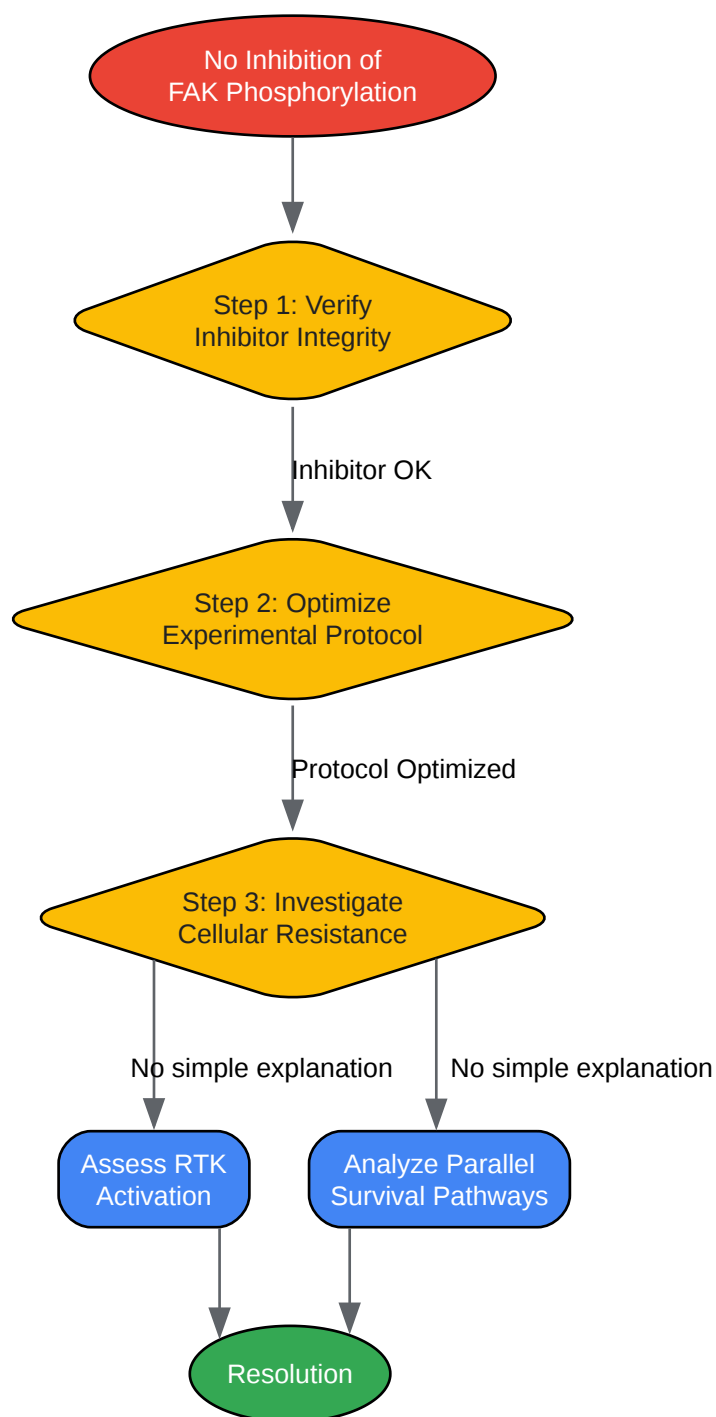 No Inhibition of
FAK Phosphorylation
Step 1: Verify
Inhibitor Integrity
Inhibitor OK
Step 2: Optimize
Experimental Protocol
Protocol Optimized
Step 3: Investigate
Cellular Resistance
No simple explanation
No simple explanation
Assess RTK
Activation
Analyze Parallel
Survival Pathways
Resolution